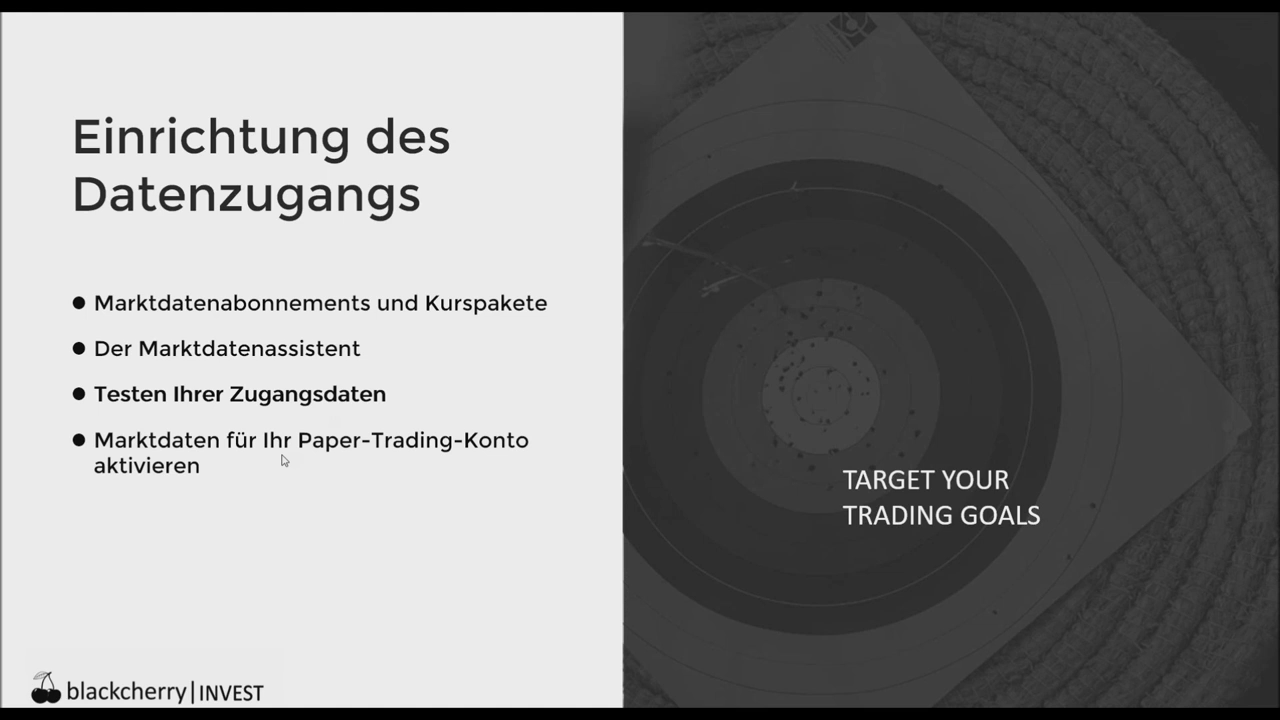 Einrichtung des
Datenzugangs
● Marktdatenabonnements und Kurspakete
● Der Marktdatenassistent
● Testen Ihrer Zugangsdaten
● Marktdaten für Ihr Paper-Trading-Konto
aktivieren
TARGET YOUR
TRADING GOALS
blackcherry|INVEST